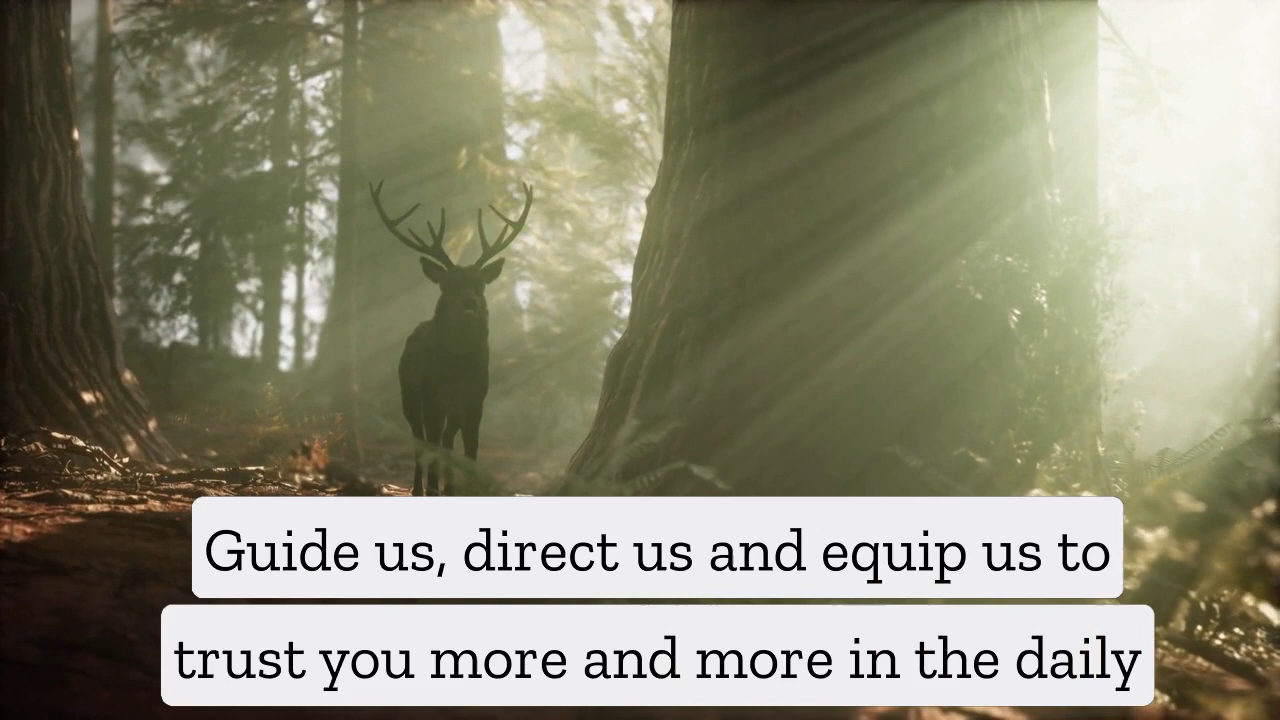 Guide us, direct us and equip us to
trust you more and more in the daily